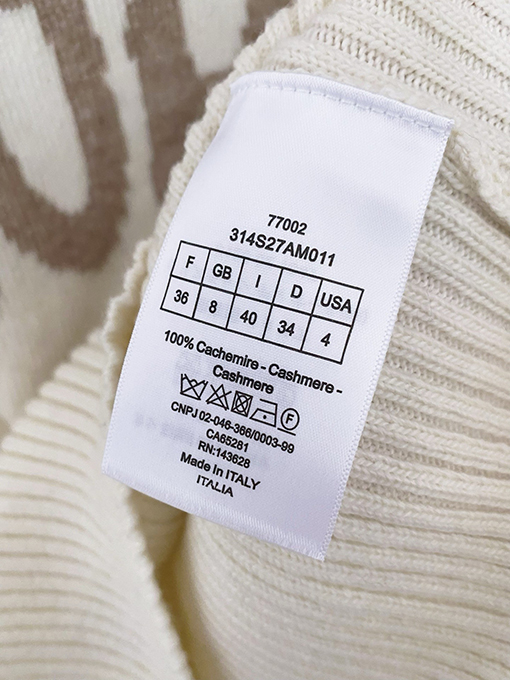 77002
314S27AM011
F GB I D USA
36 8 40 34 4
100% Cachemire - Cashmere -
Cashmere
F
CNPJ 02-046-366/0003-99
CA65281
RN:143628
Made In ITALY
ITALIA